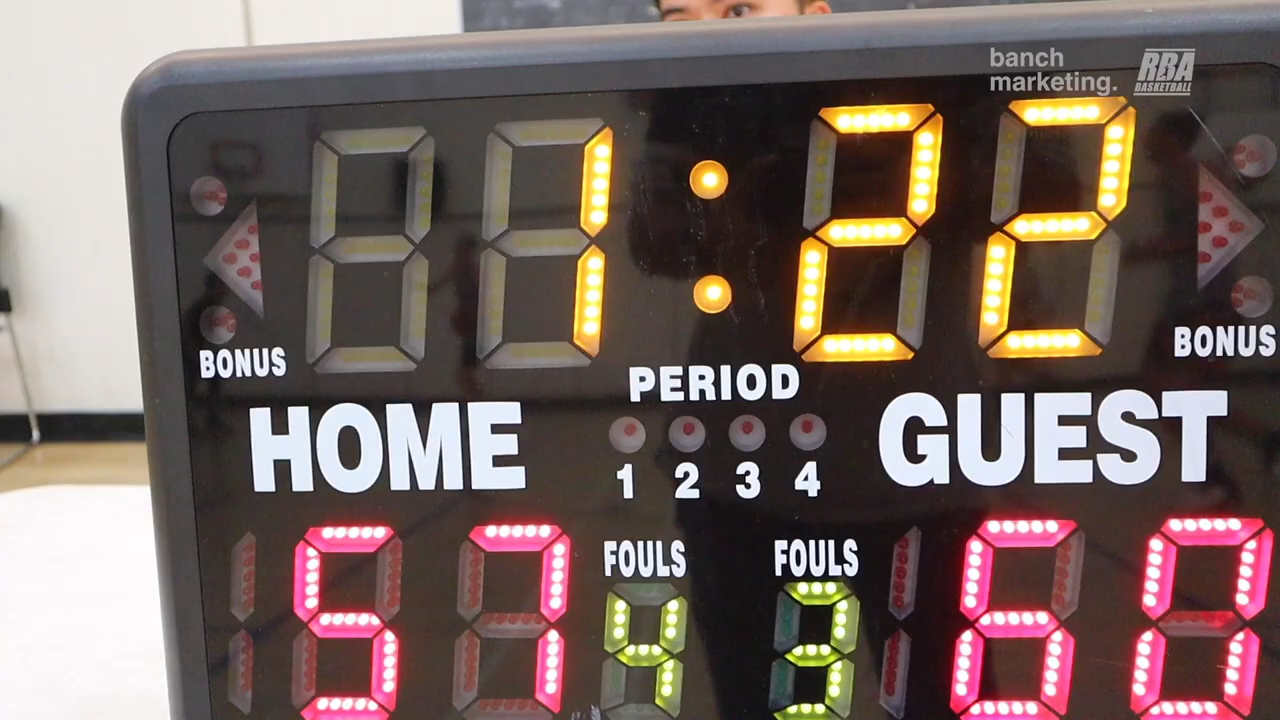 banch
marketing.
RBA
BASKETBALL
1:22
BONUS
BONUS
PERIOD
HOME
GUEST
1 2 3 4
FOULS
FOULS
57
4
3
60